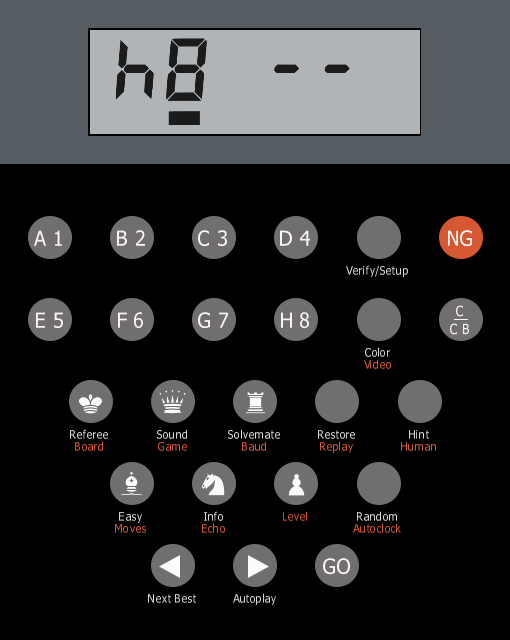 h8 - -
A 1 B 2 C 3 D 4 NG
Verify/Setup
E 5 F 6 G 7 H 8 C
C B
Color
Video
Referee Sound Solvemate Restore Hint
Board Game Baud Replay Human
Easy Info Level Random
Moves Echo Autoclock
GO
Next Best Autoplay